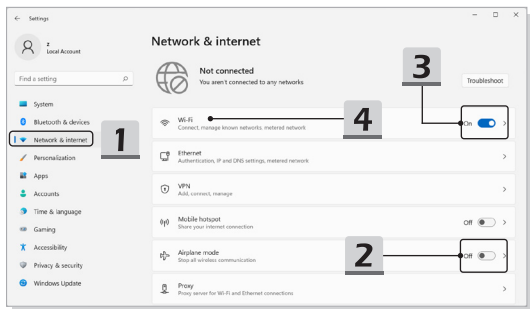 Settings
z
Local Account
Find a setting
System
Bluetooth & devices
Network & internet
Personalization
Apps
Accounts
Time & language
Gaming
Accessibility
Privacy & security
Windows Update
1
Network & internet
Not connected
You aren't connected to any networks
Troubleshoot
3
Wi-Fi
Connect, manage known networks, metered network
4
On
Ethernet
Authentication, IP and DNS settings, metered network
VPN
Add, connect, manage
Mobile hotspot
Share your internet connection
Off
Airplane mode
Stop all wireless communication
2
Off
Proxy
Proxy server for Wi-Fi and Ethernet connections